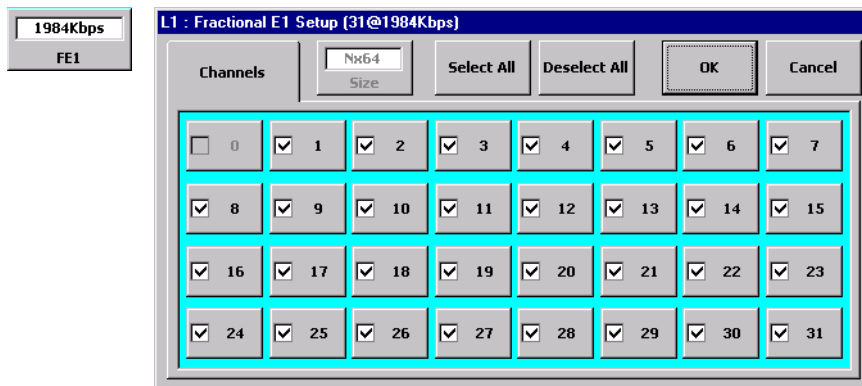 1984Kbps
FE1
L1 : Fractional E1 Setup (31@1984Kbps)
Channels
Nx64
Size
Select All
Deselect All
OK
Cancel
0 1 2 3 4 5 6 7
8 9 10 11 12 13 14 15
16 17 18 19 20 21 22 23
24 25 26 27 28 29 30 31